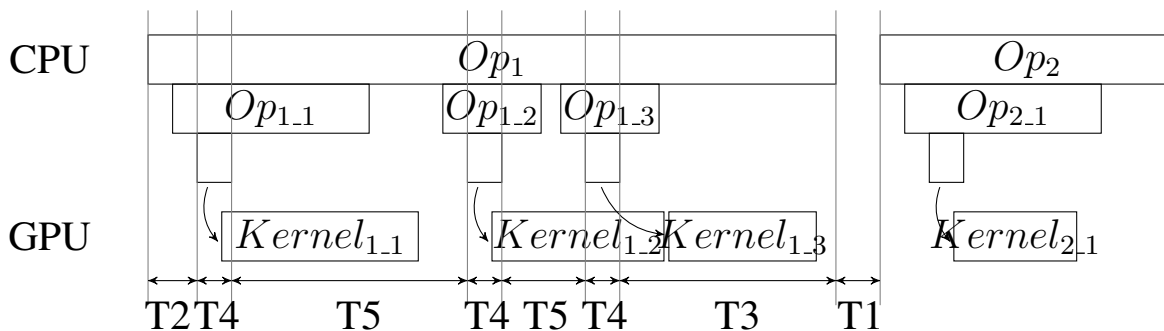 CPU Op1 Op2
Op1_1 Op1_2 Op1_3 Op2_1
GPU Kernel1_1 Kernel1_2 Kernel1_3 Kernel2_1
T2 T4 T5 T4 T5 T4 T3 T1